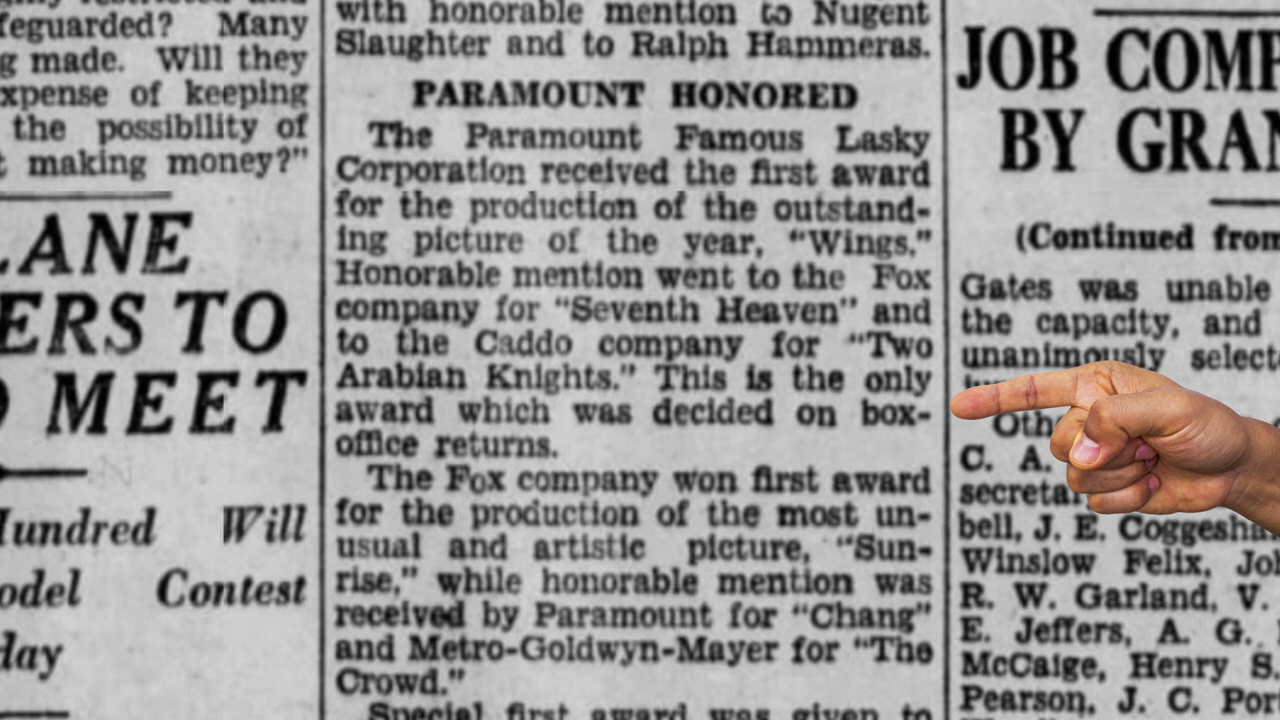 feguarded? Many
g made. Will they
xpense of keeping
the possibility of
t making money?"
LANE
ERS TO
MEET
Hundred Will
odel Contest
day
with honorable mention to Nugent
Slaughter and to Ralph Hammeras.
PARAMOUNT HONORED
The Paramount Famous Lasky
Corporation received the first award
for the production of the outstand-
ing picture of the year, "Wings."
Honorable mention went to the Fox
company for "Seventh Heaven" and
to the Caddo company for "Two
Arabian Knights." This is the only
award which was decided on box-
office returns.
The Fox company won first award
for the production of the most un-
usual and artistic picture, "Sun-
rise," while honorable mention was
received by Paramount for "Chang"
and Metro-Goldwyn-Mayer for "The
Crowd."
Special first award was given to
JOB COMP
BY GRAN
(Continued from
Gates was unable
the capacity, and
unanimously selecte
Oth
C. A.
secretar
bell, J. E. Coggesh
Winslow Felix, Joh
R. W. Garland, V.
E. Jeffers, A. G.
McCaige, Henry S.
Pearson, J. C. Por